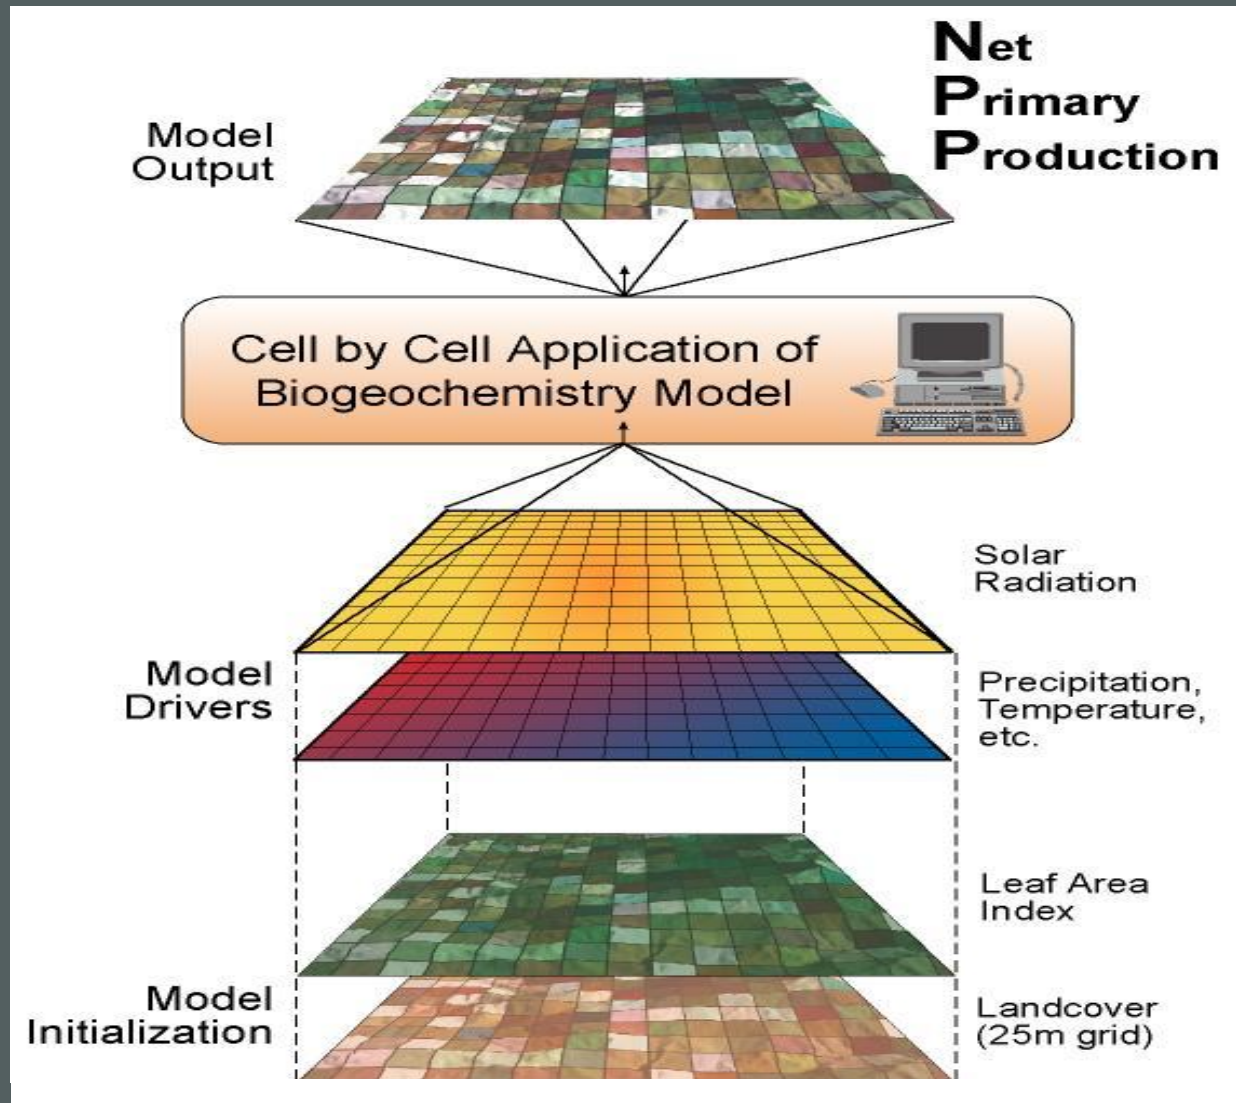 Net
Primary
Production
Model
Output
Cell by Cell Application of
Biogeochemistry Model
Solar
Radiation
Model
Drivers
Precipitation,
Temperature,
etc.
Leaf Area
Index
Model
Initialization
Landcover
(25m grid)